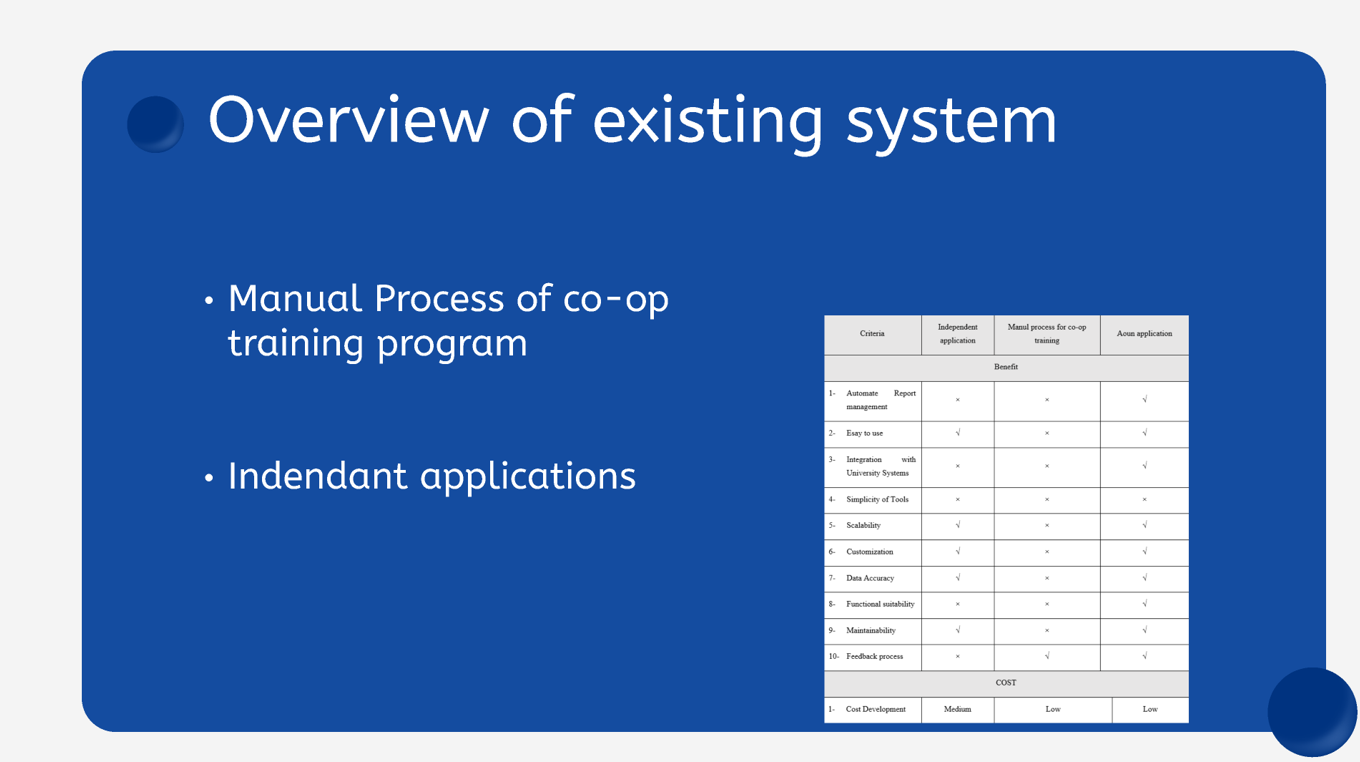 Overview of existing system
• Manual Process of co-op
training program
• Indendant applications
Criteria Independent application Manul process for co-op training Aoun application
Benefit
1- Automate Report management × × √
2- Esay to use √ × √
3- Integration with University Systems × × √
4- Simplicity of Tools × × ×
5- Scalability √ × √
6- Customization √ × √
7- Data Accuracy √ × √
8- Functional suitability × × √
9- Maintainability √ × √
10- Feedback process × √ √
COST
1- Cost Development Medium Low Low